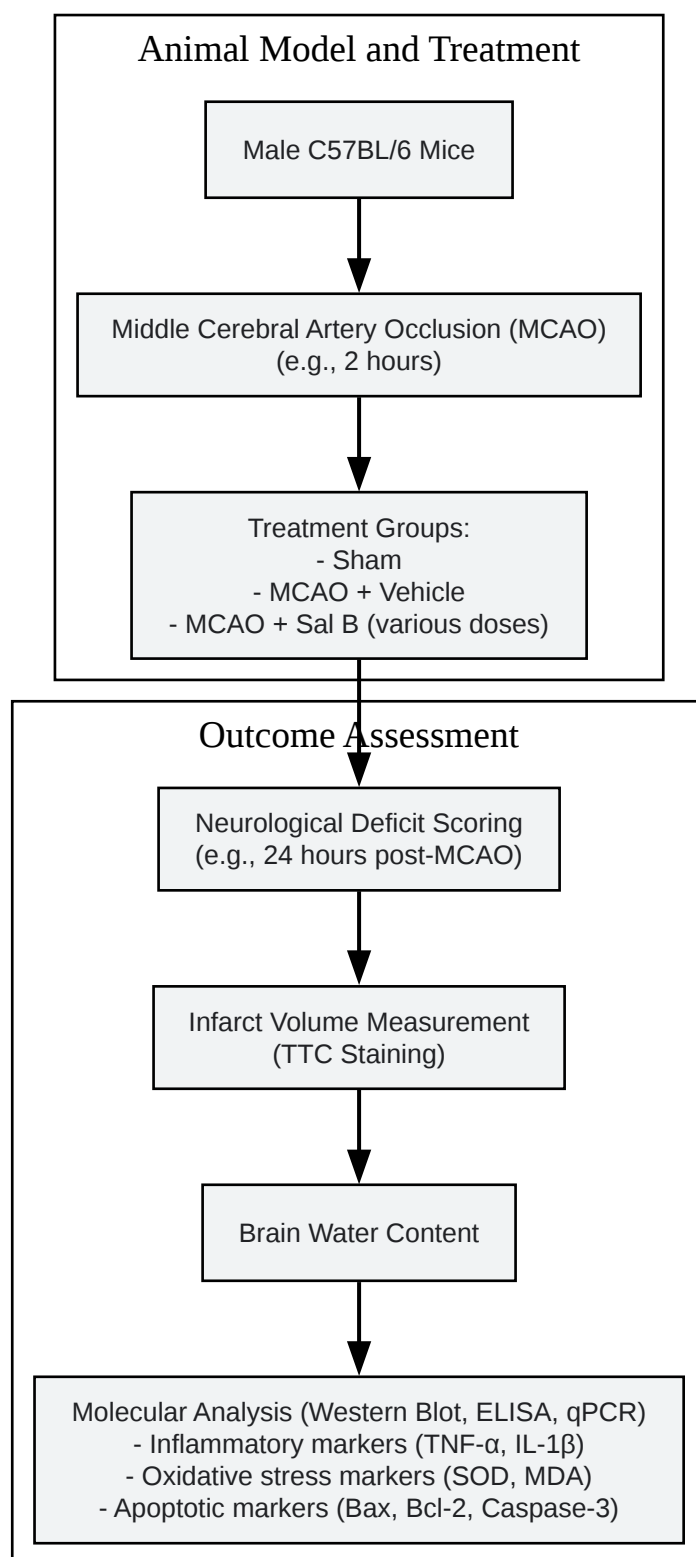 Animal Model and Treatment
Male C57BL/6 Mice
Middle Cerebral Artery Occlusion (MCAO)
(e.g., 2 hours)
Treatment Groups:
- Sham
- MCAO + Vehicle
- MCAO + Sal B (various doses)
Outcome Assessment
Neurological Deficit Scoring
(e.g., 24 hours post-MCAO)
Infarct Volume Measurement
(TTC Staining)
Brain Water Content
Molecular Analysis (Western Blot, ELISA, qPCR)
- Inflammatory markers (TNF-α, IL-1β)
- Oxidative stress markers (SOD, MDA)
- Apoptotic markers (Bax, Bcl-2, Caspase-3)